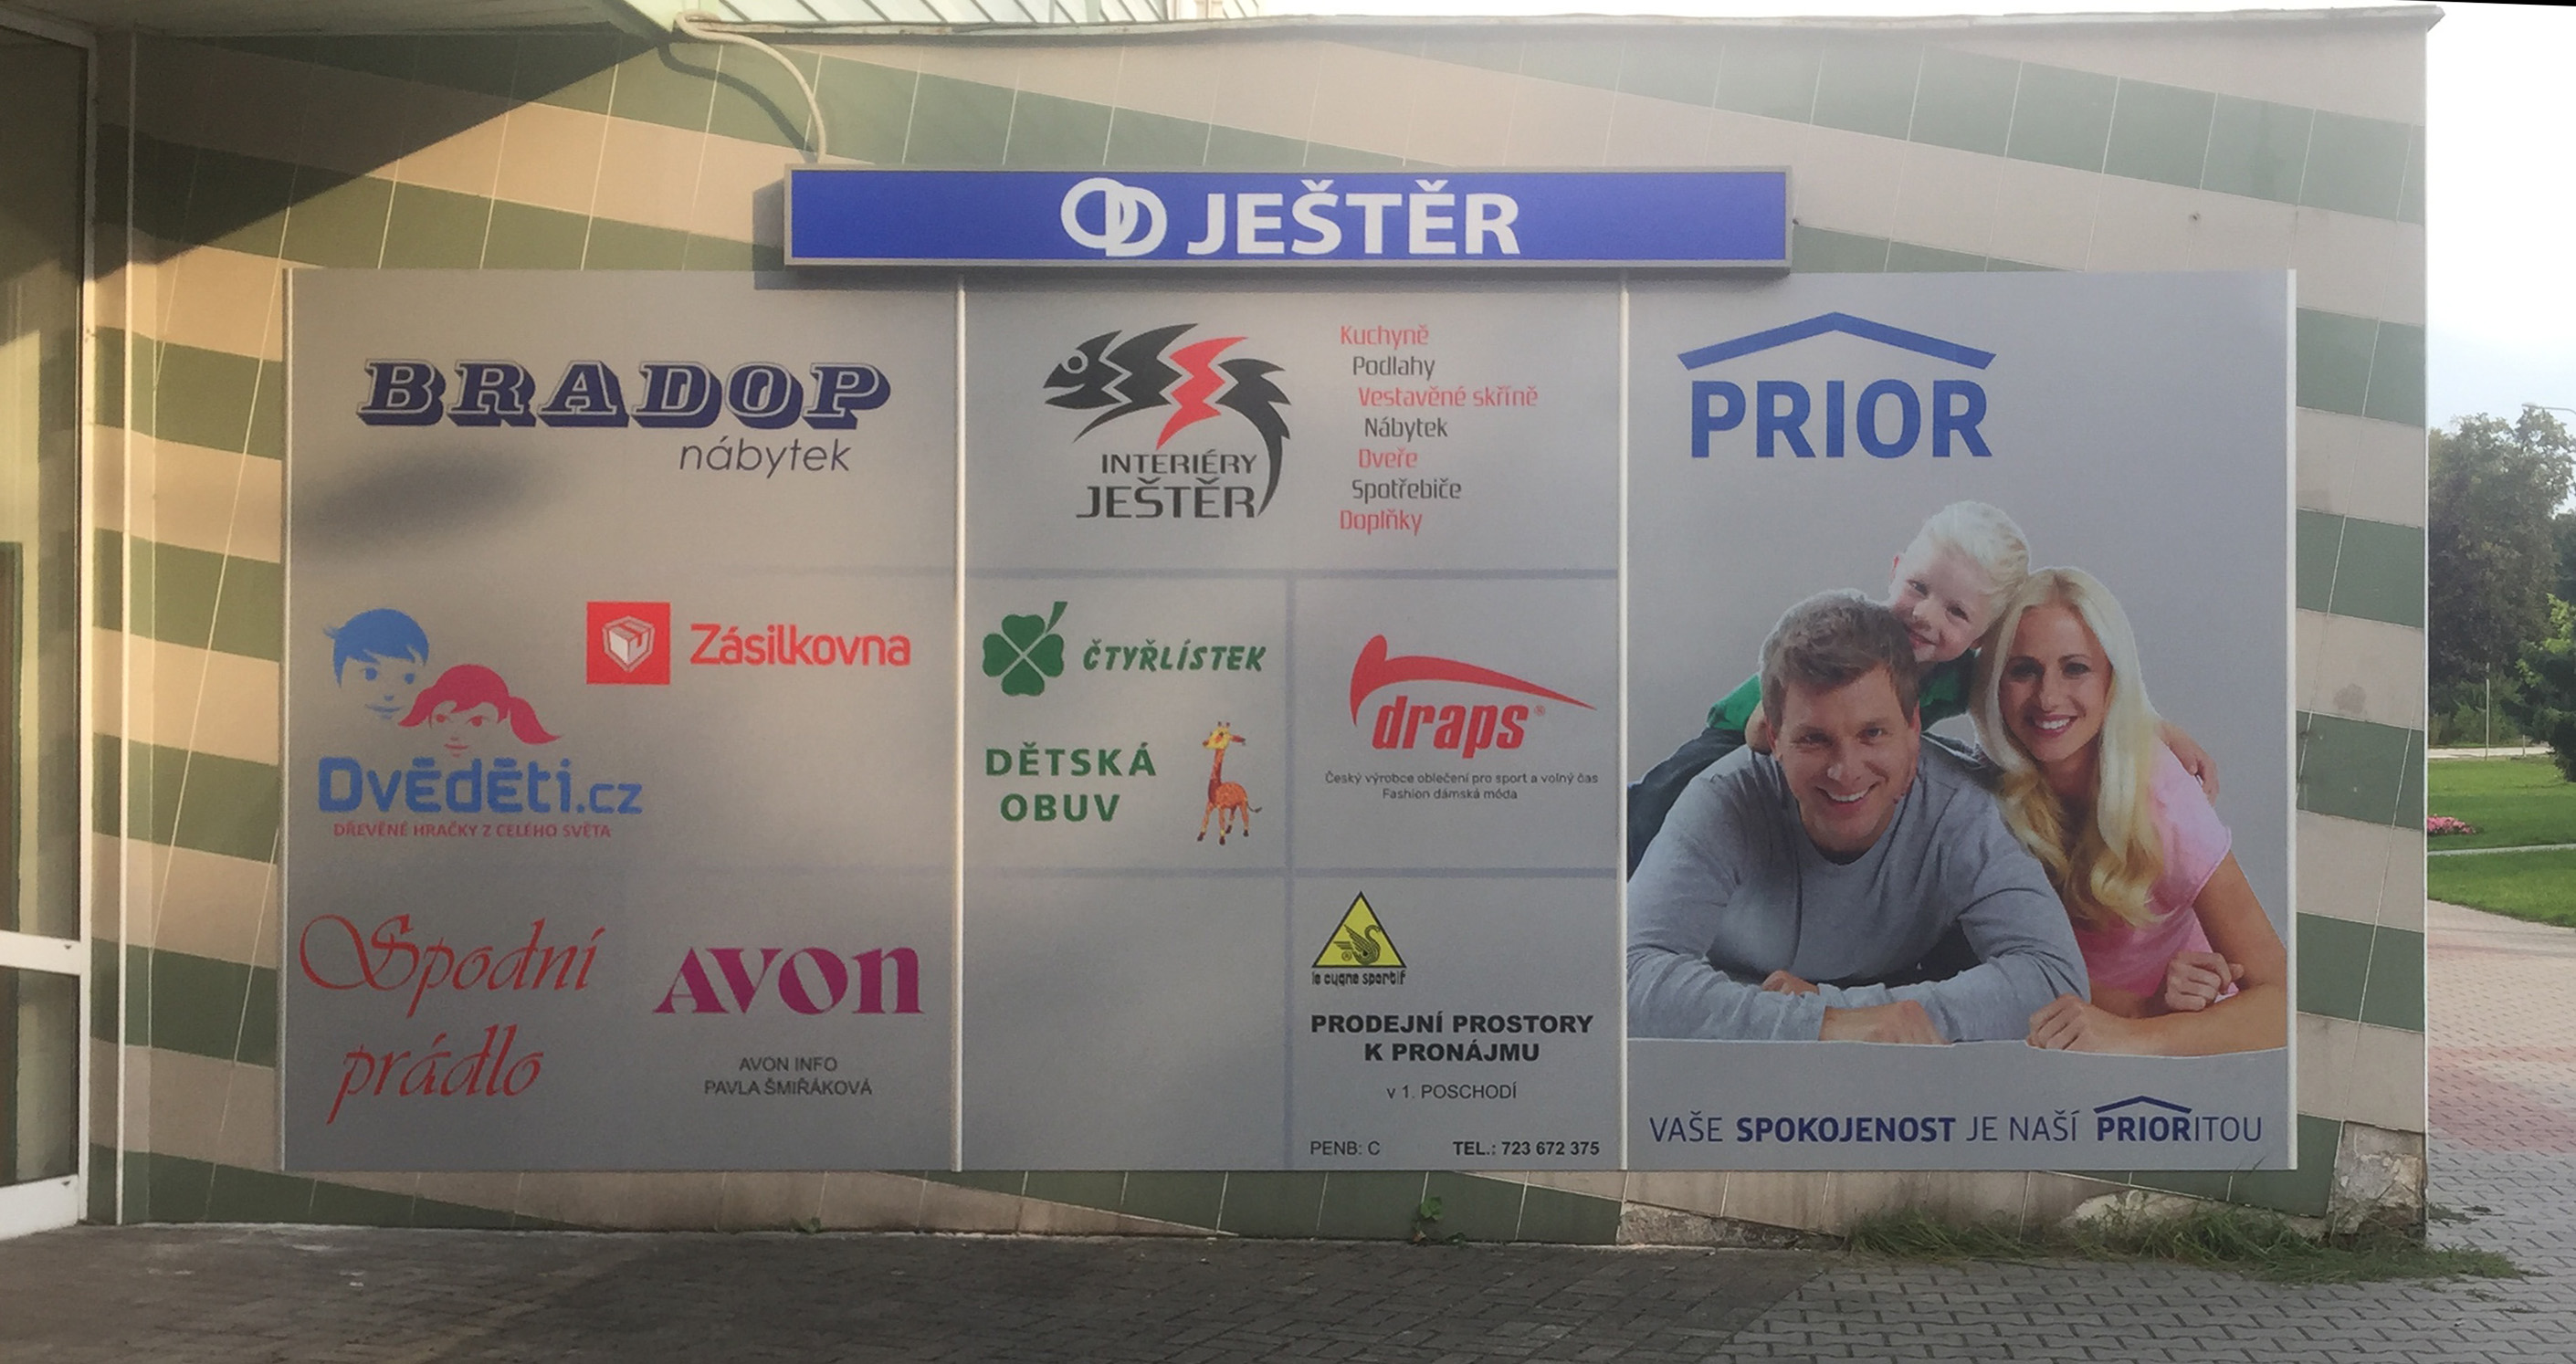 JEŠTĚR
BRADOP
nábytek
Zásilkovna
DvěDěti.cz
DŘEVĚNÉ HRAČKY Z CELÉHO SVĚTA
Spodní
prádlo
AVON
AVON INFO
PAVLA ŠMIŘÁKOVÁ
INTERIÉRY
JEŠTĚR
Kuchyně
Podlahy
Vestavěné skříně
Nábytek
Dveře
Spotřebiče
Doplňky
ČTYŘLÍSTEK
DĚTSKÁ
OBUV
draps®
Český výrobce oblečení pro sport a volný čas
Fashion dámská móda
le cygne sportif
PRODEJNÍ PROSTORY
K PRONÁJMU
v 1. POSCHODÍ
PENB: C TEL.: 723 672 375
PRIOR
VAŠE SPOKOJENOST JE NAŠÍ PRIORITOU